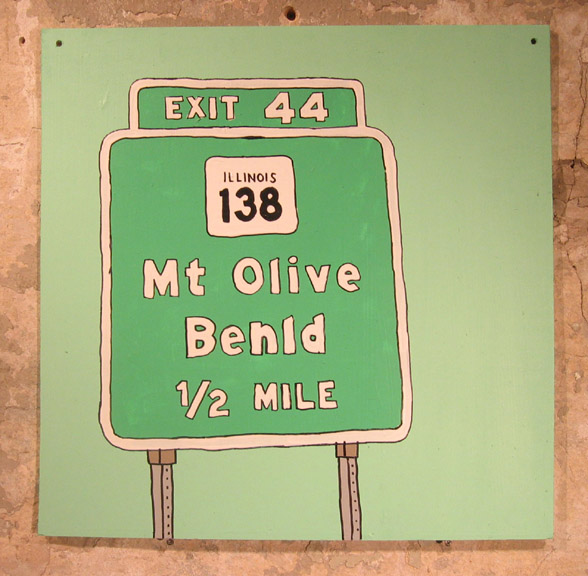 EXIT 44
ILLINOIS
138
Mt Olive
Benld
1/2 MILE